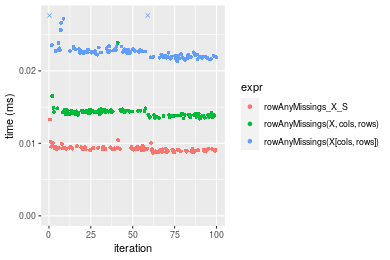 time (ms)
0.02
0.01
0.00
0
25
50
75
100
iteration
expr
rowAnyMissings_X_S
rowAnyMissings(X, cols, rows)
rowAnyMissings(X[cols, rows])